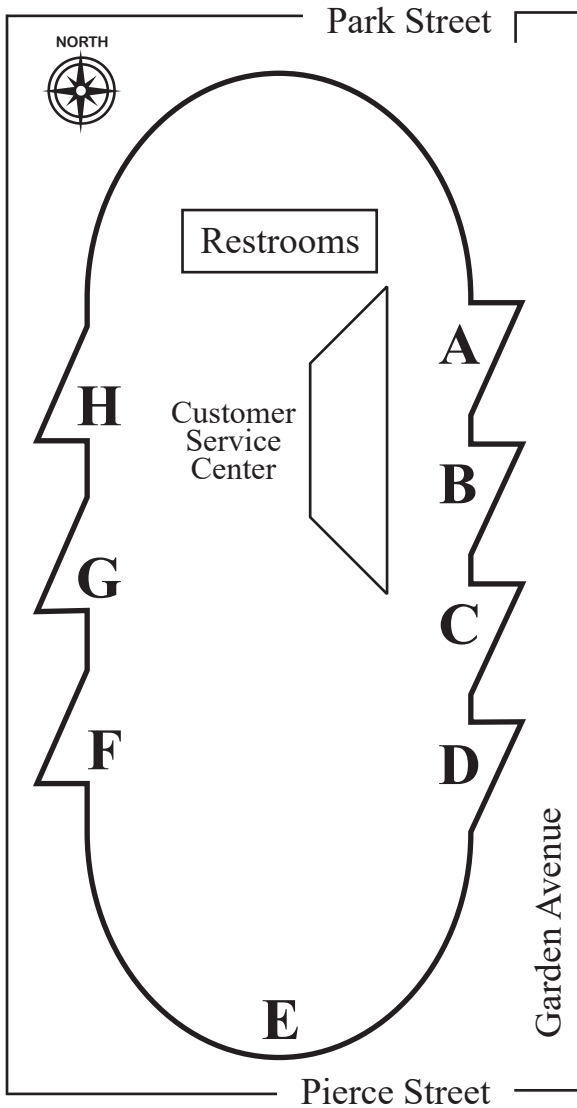 Park Street
NORTH
Restrooms
A
H
Customer
Service
Center
B
G
C
F
D
Garden Avenue
E
Pierce Street